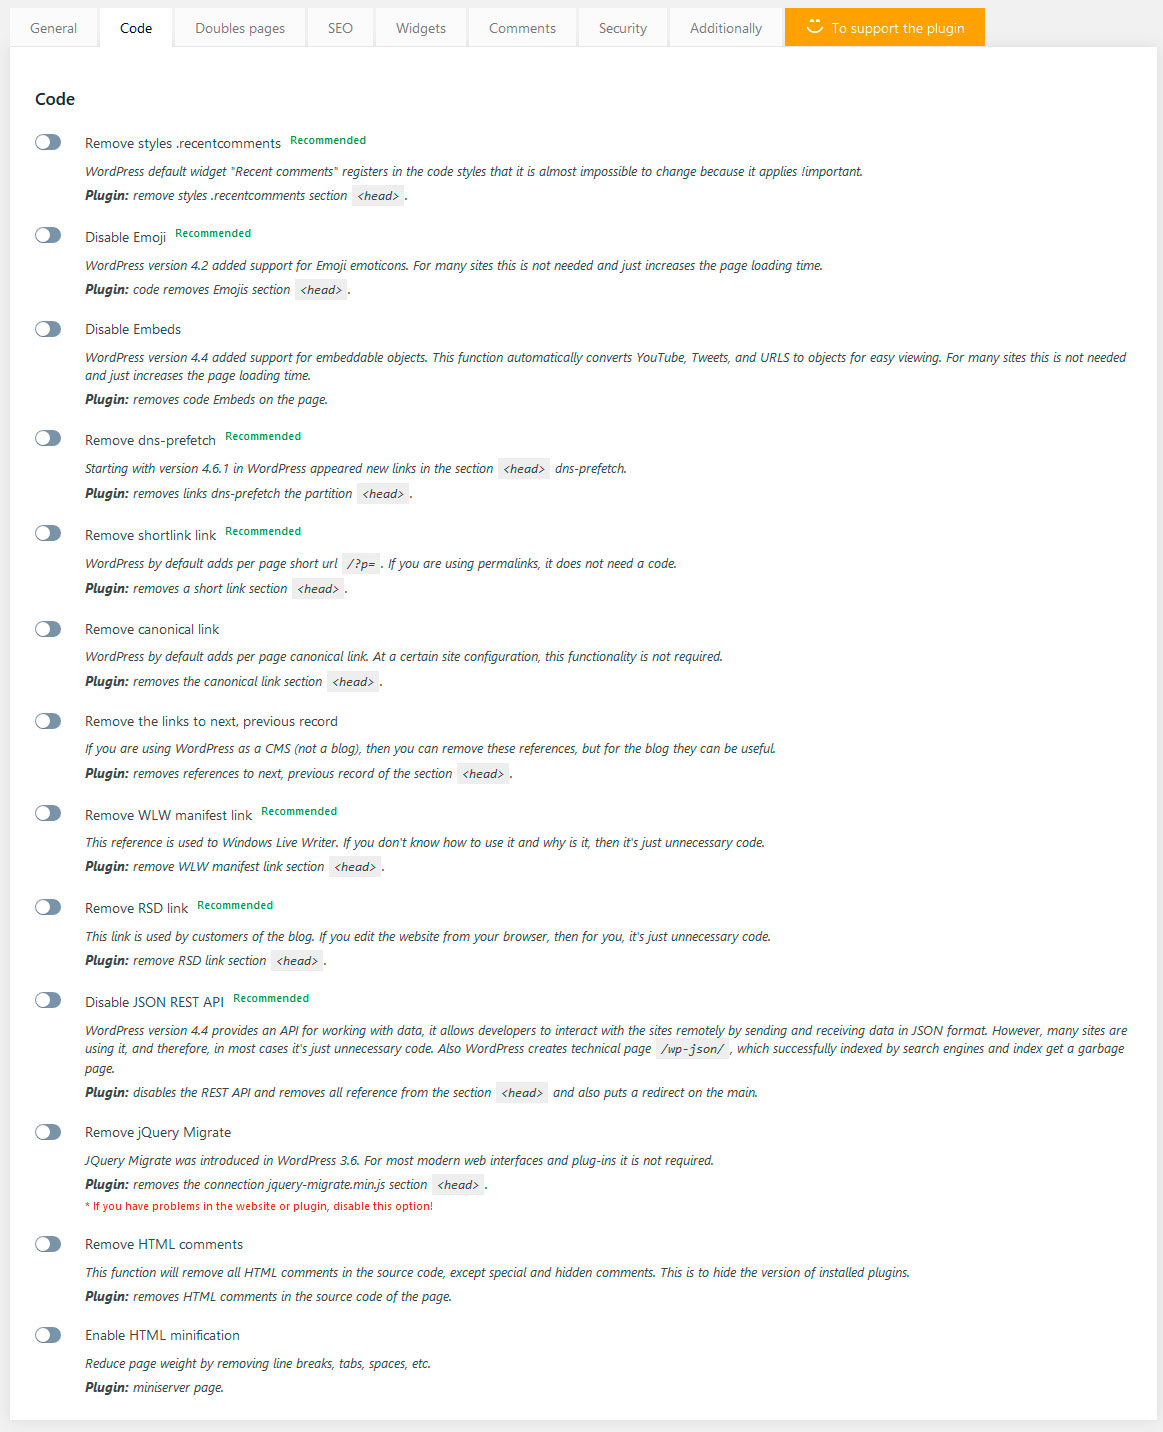 General Code Doubles pages SEO Widgets Comments Security Additionally To support the plugin
Code
Remove styles .recentcomments Recommended
WordPress default widget "Recent comments" registers in the code styles that it is almost impossible to change because it applies !important.
Plugin: remove styles .recentcomments section <head> .
Disable Emoji Recommended
WordPress version 4.2 added support for Emoji emoticons. For many sites this is not needed and just increases the page loading time.
Plugin: code removes Emojis section <head> .
Disable Embeds
WordPress version 4.4 added support for embeddable objects. This function automatically converts YouTube, Tweets, and URLS to objects for easy viewing. For many sites this is not needed
and just increases the page loading time.
Plugin: removes code Embeds on the page.
Remove dns-prefetch Recommended
Starting with version 4.6.1 in WordPress appeared new links in the section <head> dns-prefetch.
Plugin: removes links dns-prefetch the partition <head> .
Remove shortlink link Recommended
WordPress by default adds per page short url /?p= . If you are using permalinks, it does not need a code.
Plugin: removes a short link section <head> .
Remove canonical link
WordPress by default adds per page canonical link. At a certain site configuration, this functionality is not required.
Plugin: removes the canonical link section <head> .
Remove the links to next, previous record
If you are using WordPress as a CMS (not a blog), then you can remove these references, but for the blog they can be useful.
Plugin: removes references to next, previous record of the section <head> .
Remove WLW manifest link Recommended
This reference is used to Windows Live Writer. If you don't know how to use it and why is it, then it's just unnecessary code.
Plugin: remove WLW manifest link section <head> .
Remove RSD link Recommended
This link is used by customers of the blog. If you edit the website from your browser, then for you, it's just unnecessary code.
Plugin: remove RSD link section <head> .
Disable JSON REST API Recommended
WordPress version 4.4 provides an API for working with data, it allows developers to interact with the sites remotely by sending and receiving data in JSON format. However, many sites are
using it, and therefore, in most cases it's just unnecessary code. Also WordPress creates technical page /wp-json/ , which successfully indexed by search engines and index get a garbage
page.
Plugin: disables the REST API and removes all reference from the section <head> and also puts a redirect on the main.
Remove jQuery Migrate
JQuery Migrate was introduced in WordPress 3.6. For most modern web interfaces and plug-ins it is not required.
Plugin: removes the connection jquery-migrate.min.js section <head> .
* If you have problems in the website or plugin, disable this option!
Remove HTML comments
This function will remove all HTML comments in the source code, except special and hidden comments. This is to hide the version of installed plugins.
Plugin: removes HTML comments in the source code of the page.
Enable HTML minification
Reduce page weight by removing line breaks, tabs, spaces, etc.
Plugin: miniserver page.